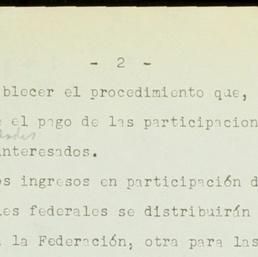 - 2 -
blecer el procedimiento que,
el pago de las participacion
interesados.
os ingresos en participación d
es federales se distribuirán
la Federación, otra para las